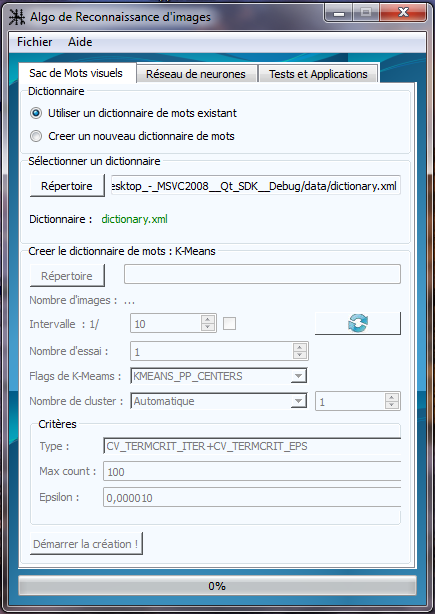 Algo de Reconnaissance d'images
Fichier Aide
Sac de Mots visuels Réseau de neurones Tests et Applications
Dictionnaire
Utiliser un dictionnaire de mots existant
Creer un nouveau dictionnaire de mots
Sélectionner un dictionnaire
Répertoire esktop_-_MSVC2008__Qt_SDK__Debug/data/dictionary.xml
Dictionnaire : dictionary.xml
Creer le dictionnaire de mots : K-Means
Répertoire
Nombre d'images : ...
Intervalle : 1/ 10
Nombre d'essai : 1
Flags de K-Meams : KMEANS_PP_CENTERS
Nombre de cluster : Automatique 1
Critères
Type : CV_TERMCRIT_ITER+CV_TERMCRIT_EPS
Max count : 100
Epsilon : 0,000010
Démarrer la création !
0%